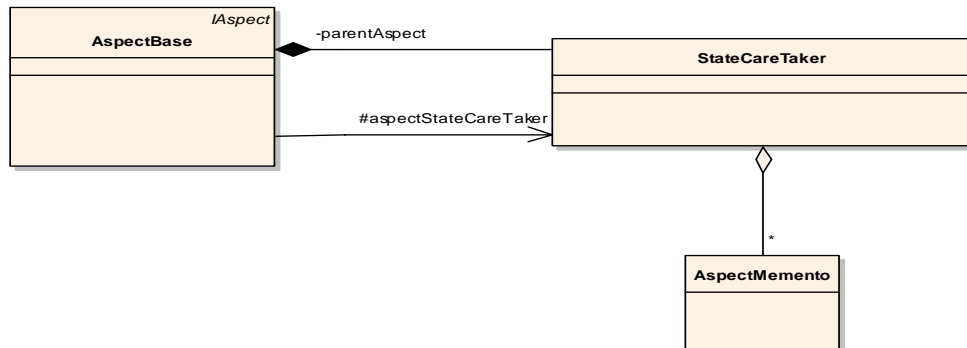 IAspect
AspectBase
-parentAspect
StateCareTaker
#aspectStateCareTaker
*
AspectMemento